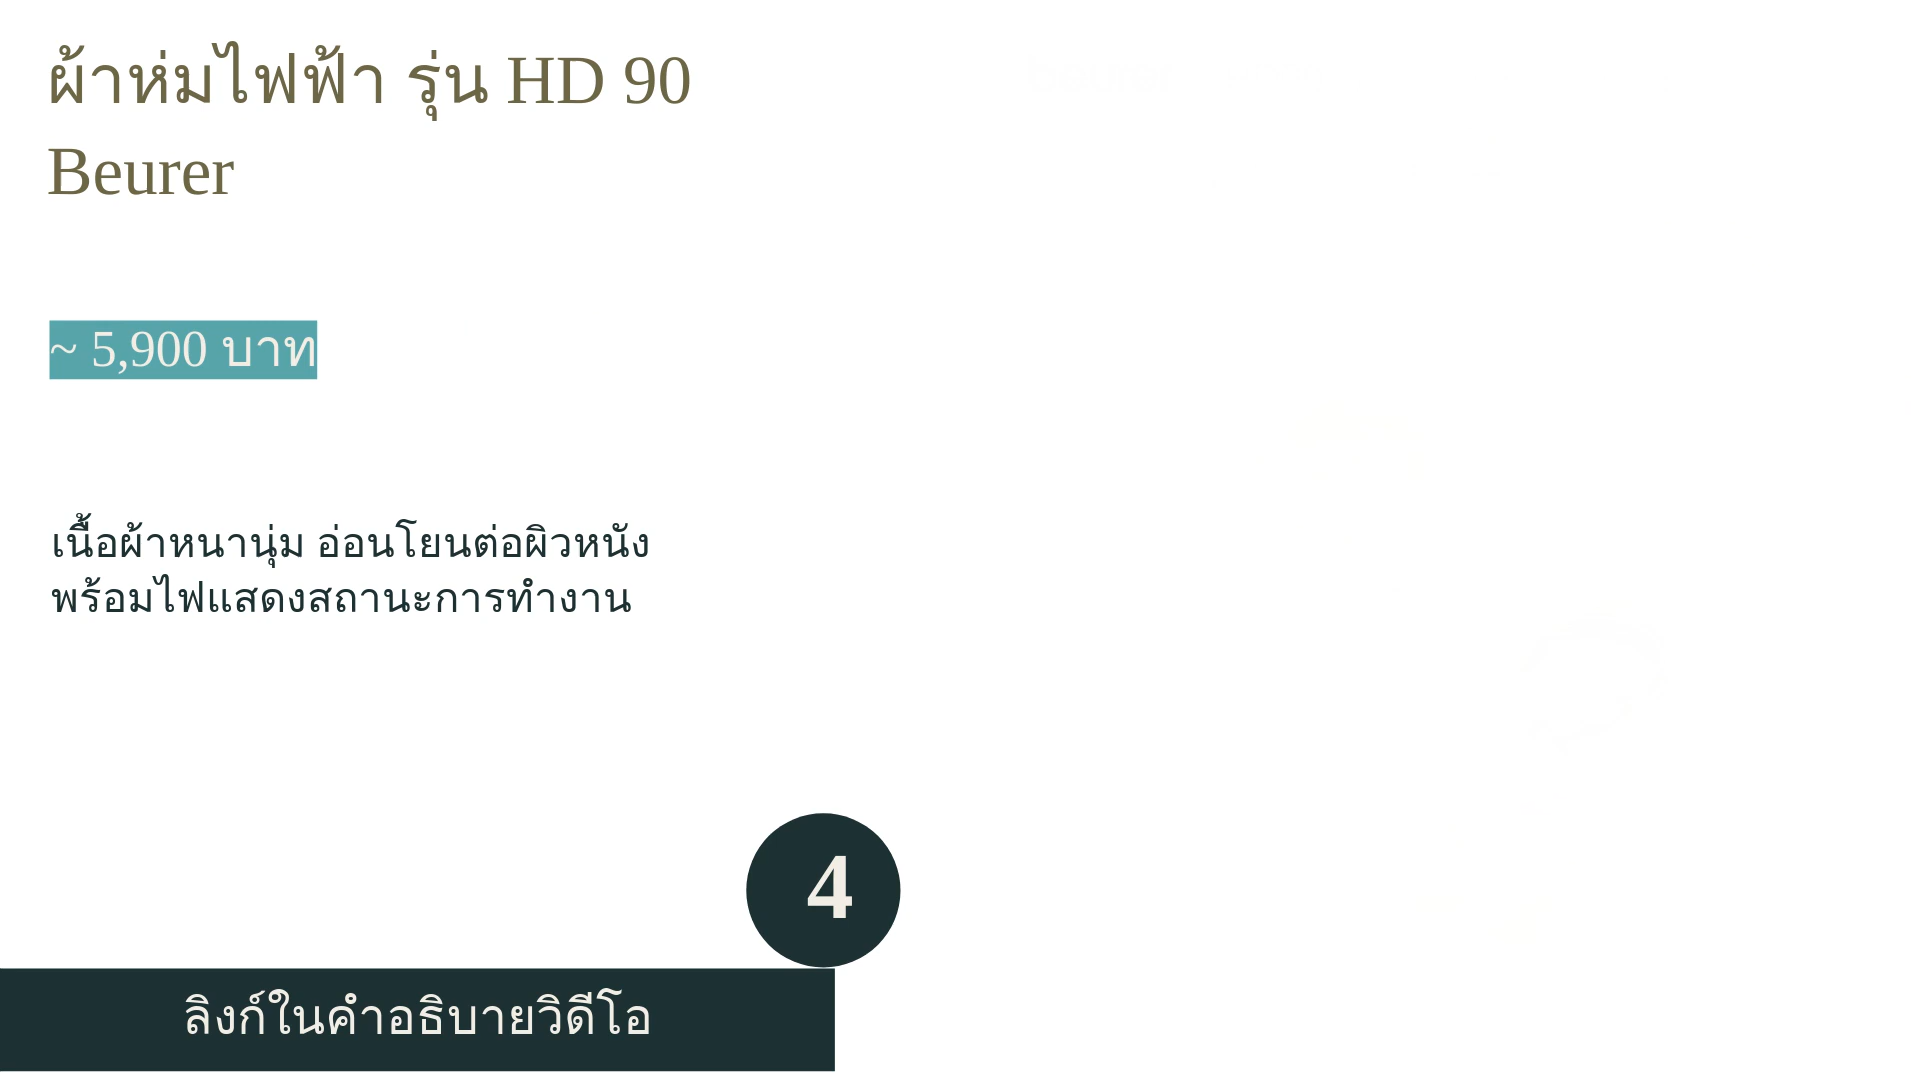 ผ้าห่มไฟฟ้า รุ่น HD 90
Beurer
~ 5,900 บาท
เนื้อผ้าหนานุ่ม อ่อนโยนต่อผิวหนัง
พร้อมไฟแสดงสถานะการทำงาน
4
ลิงก์ในคำอธิบายวิดีโอ